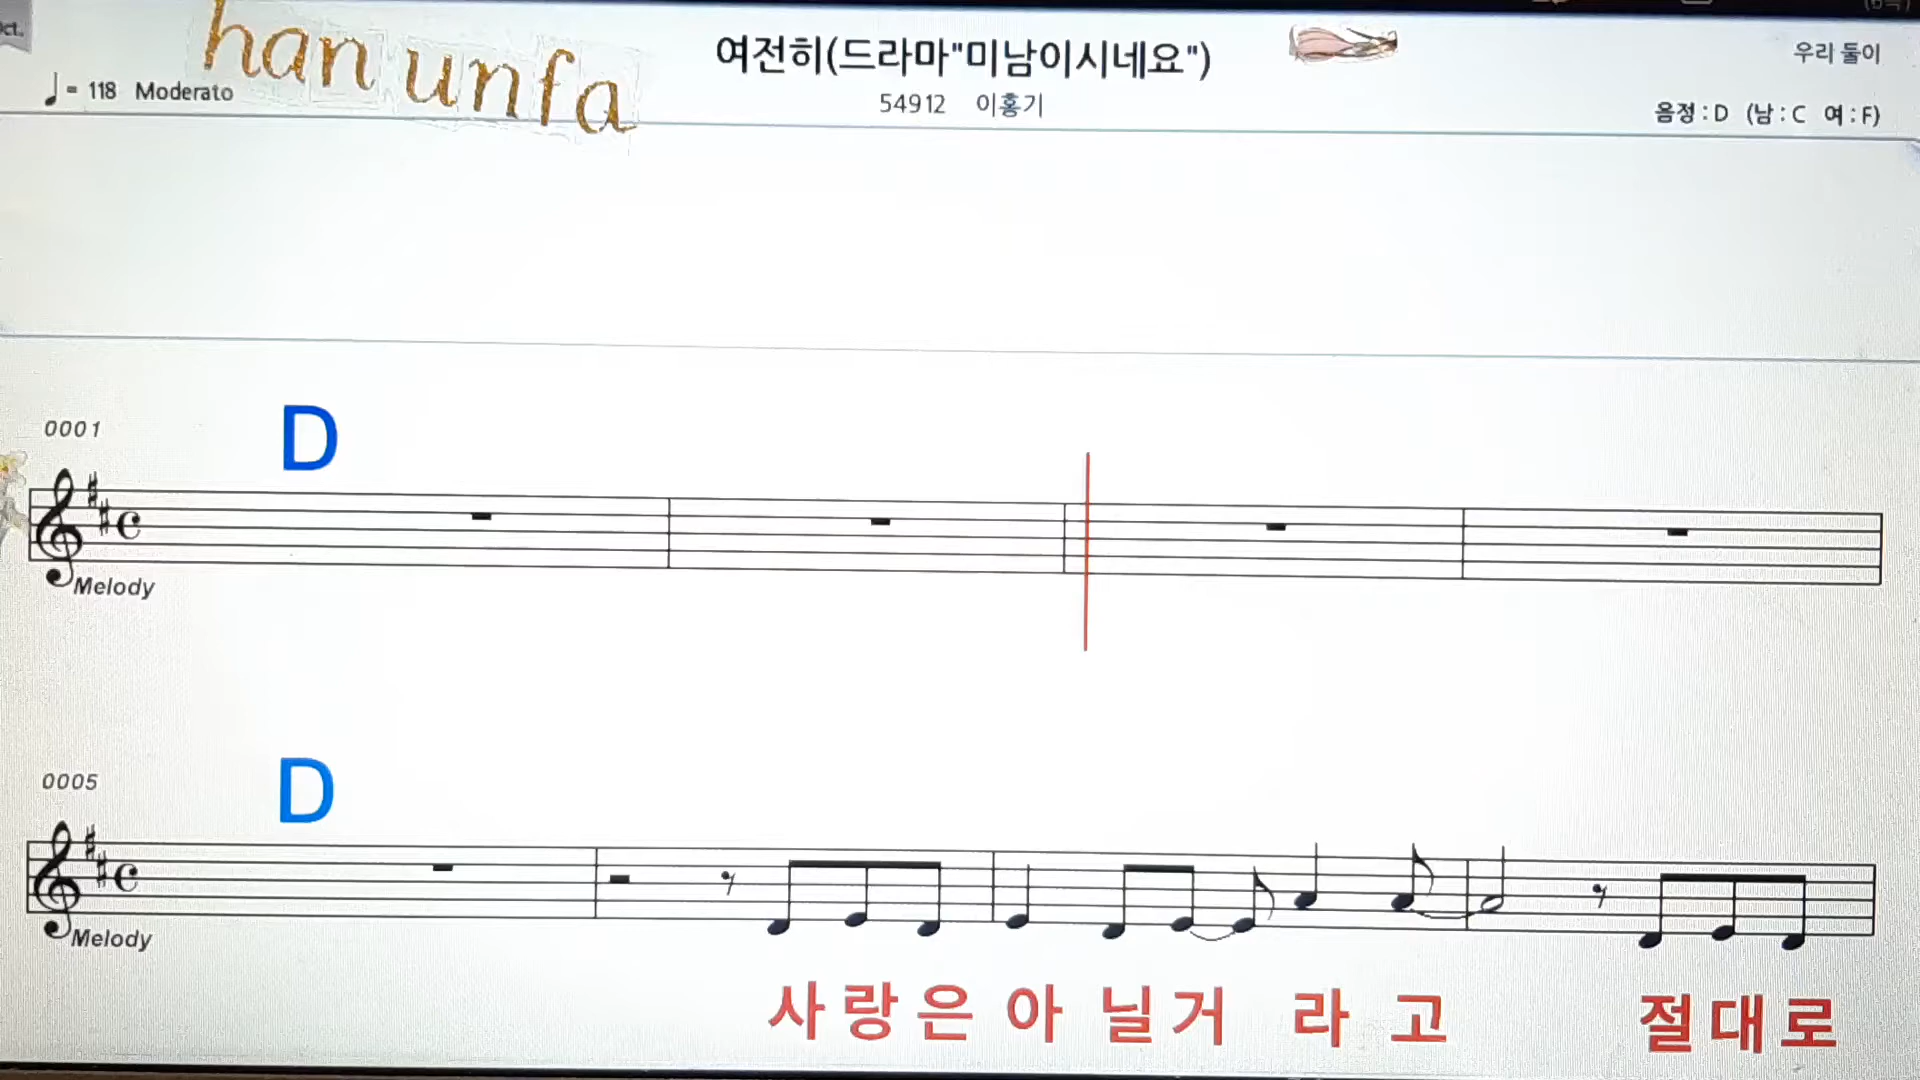 han unfa
여전히(드라마"미남이시네요")
우리 둘이
♩= 118 Moderato
54912 이홍기
음정 : D (남 : C 여 : F)
0001
D
Melody
0005
D
Melody
사랑은아닐거 라 고 절대로